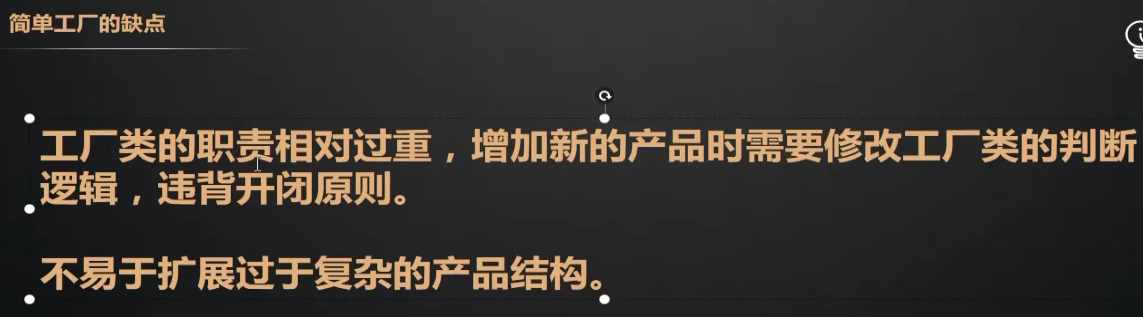 简单工厂的缺点
工厂类的职责相对过重，增加新的产品时需要修改工厂类的判断
逻辑，违背开闭原则。
不易于扩展过于复杂的产品结构。